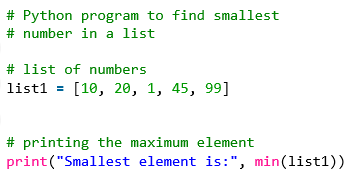 # Python program to find smallest
# number in a list
# list of numbers
list1 = [10, 20, 1, 45, 99]
# printing the maximum element
print("Smallest element is:", min(list1))